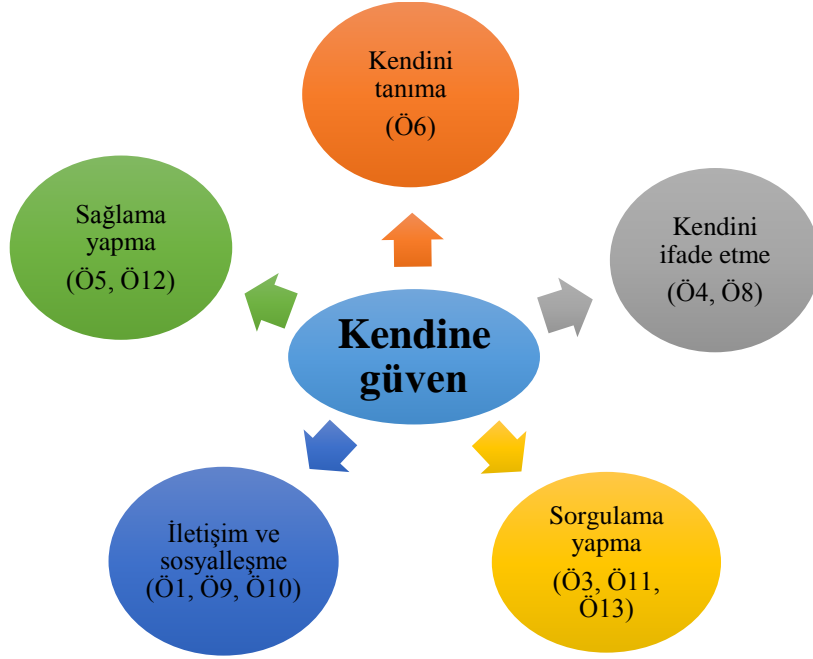 Kendini
tanıma
(Ö6)
Sağlama
yapma
(Ö5, Ö12)
Kendini
ifade etme
(Ö4, Ö8)
Kendine
güven
İletişim ve
sosyalleşme
(Ö1, Ö9, Ö10)
Sorgulama
yapma
(Ö3, Ö11,
Ö13)